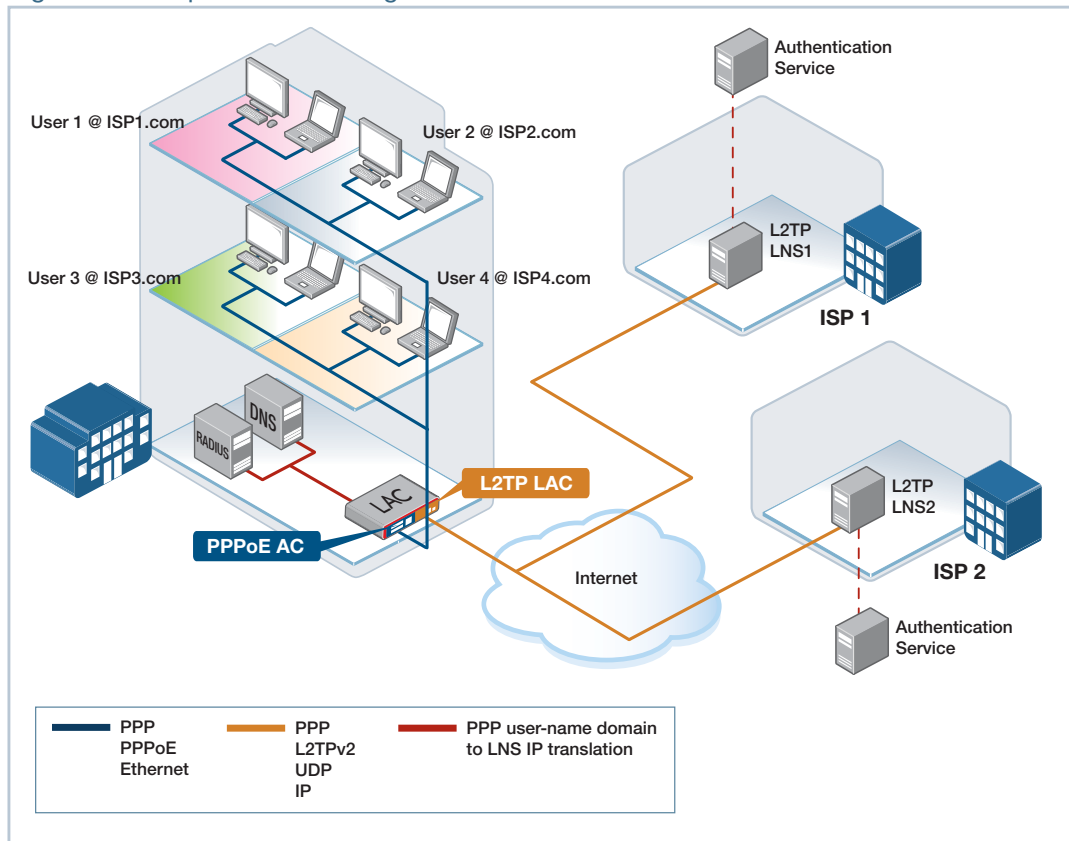 Authentication
Service
User 1 @ ISP1.com
User 2 @ ISP2.com
L2TP
LNS1
ISP 1
User 3 @ ISP3.com
User 4 @ ISP4.com
DNS
RADIUS
LAC
L2TP LAC
PPPoE AC
Internet
L2TP
LNS2
ISP 2
Authentication
Service
PPP
PPPoE
Ethernet
PPP
L2TPv2
UDP
IP
PPP user-name domain
to LNS IP translation